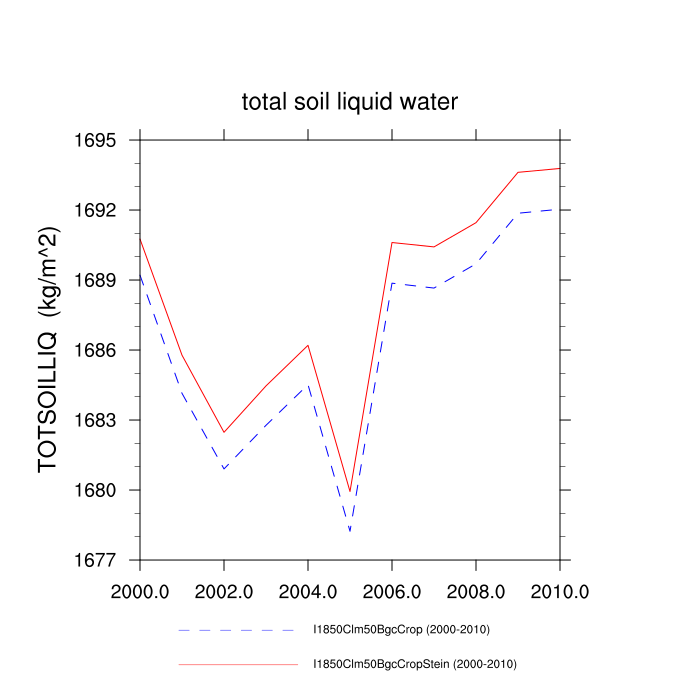 total soil liquid water
TOTSOILLIQ (kg/m^2)
1695
1692
1689
1686
1683
1680
1677
2000.0 2002.0 2004.0 2006.0 2008.0 2010.0
I1850Clm50BgcCrop (2000-2010)
I1850Clm50BgcCropStein (2000-2010)